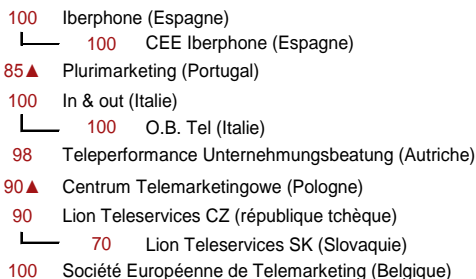 100 Iberphone (Espagne)
100 CEE Iberphone (Espagne)
85▲ Plurimarketing (Portugal)
100 In & out (Italie)
100 O.B. Tel (Italie)
98 Teleperformance Unternehmungsbeatung (Autriche)
90▲ Centrum Telemarketingowe (Pologne)
90 Lion Teleservices CZ (république tchèque)
70 Lion Teleservices SK (Slovaquie)
100 Société Européenne de Telemarketing (Belgique)